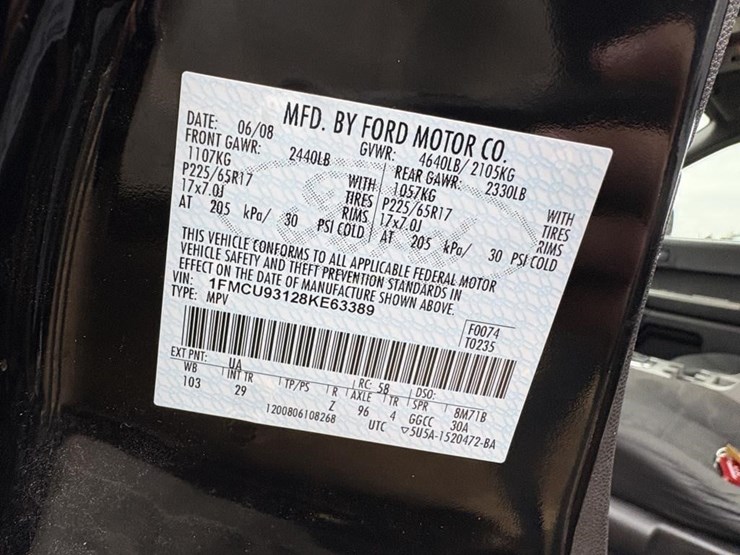 MFD. BY FORD MOTOR CO.
DATE: 06/08 GVWR: 4640LB/2105KG
FRONT GAWR: 2440LB REAR GAWR: 2330LB
1107KG WITH 1057KG WITH
P225/65R17 TIRES P225/65R17 TIRES
17x7.0J RIMS 17x7.0J RIMS
AT 205 kPa/ 30 PSI COLD AT 205 kPa/ 30 PSI COLD
THIS VEHICLE CONFORMS TO ALL APPLICABLE FEDERAL MOTOR
VEHICLE SAFETY AND THEFT PREVENTION STANDARDS IN
EFFECT ON THE DATE OF MANUFACTURE SHOWN ABOVE.
VIN: 1FMCU93128KE63389 F0074
TYPE: MPV T0235
EXT PNT: UA RC: 58 DSO:
WB INT TR TP/PS R AXLE TR SPR BM71B
103 29 Z 96 4 GGCC 30A
1200806108268 UTC ▽5U5A-1520472-BA